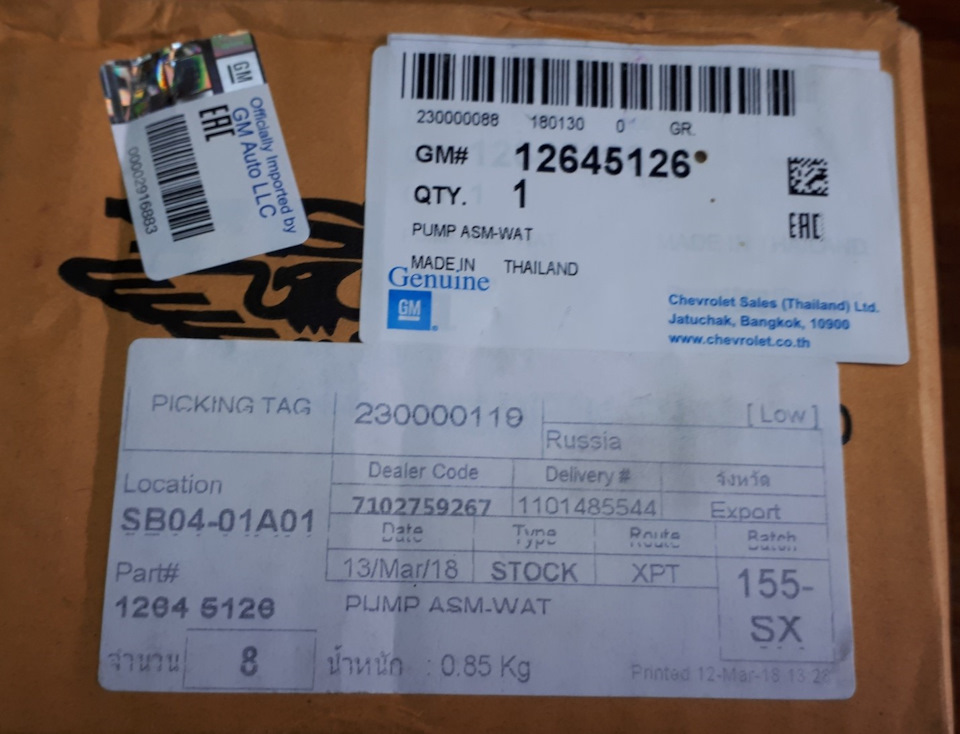 GM
EAC
Officially Imported by
GM Auto LLC
00002916883
230000088 180130 0 GR.
GM# 12645126
QTY. 1
PUMP ASM-WAT
MADE IN THAILAND
Genuine
GM
EAC
Chevrolet Sales (Thailand) Ltd.
Jatuchak, Bangkok, 10900
www.chevrolet.co.th
PICKING TAG
230000119
[ Low ]
Russia
Location
SB04-01A01
Dealer Code
Delivery #
จังหวัด
7102759267
1101485544
Export
Date
Type
Route
Batch
13/Mar/18
STOCK
XPT
155-
SX
Part#
1264 5126
PUMP ASM-WAT
จำนวน 8
น้ำหนัก : 0.85 Kg
Printed 12-Mar-18 13